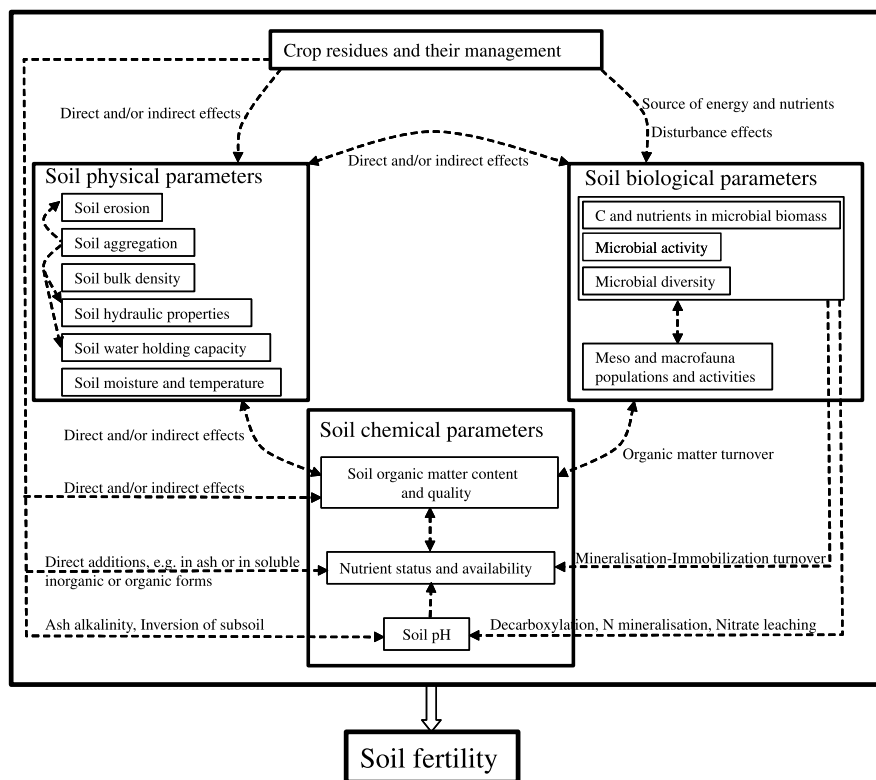 Crop residues and their management
Direct and/or indirect effects
Source of energy and nutrients
Disturbance effects
Direct and/or indirect effects
Soil physical parameters
Soil erosion
Soil aggregation
Soil bulk density
Soil hydraulic properties
Soil water holding capacity
Soil moisture and temperature
Soil biological parameters
C and nutrients in microbial biomass
Microbial activity
Microbial diversity
Meso and macrofauna
populations and activities
Direct and/or indirect effects
Organic matter turnover
Soil chemical parameters
Soil organic matter content
and quality
Direct and/or indirect effects
Direct additions, e.g. in ash or in soluble
inorganic or organic forms
Nutrient status and availability
Mineralisation-Immobilization turnover
Ash alkalinity, Inversion of subsoil
Soil pH
Decarboxylation, N mineralisation, Nitrate leaching
Soil fertility